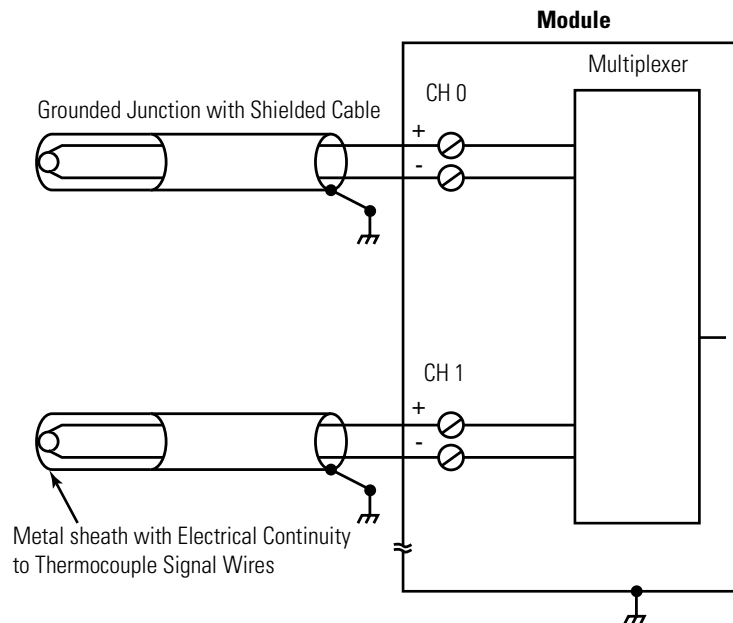 Module
Multiplexer
CH 0
Grounded Junction with Shielded Cable
+
-
CH 1
+
-
Metal sheath with Electrical Continuity
to Thermocouple Signal Wires